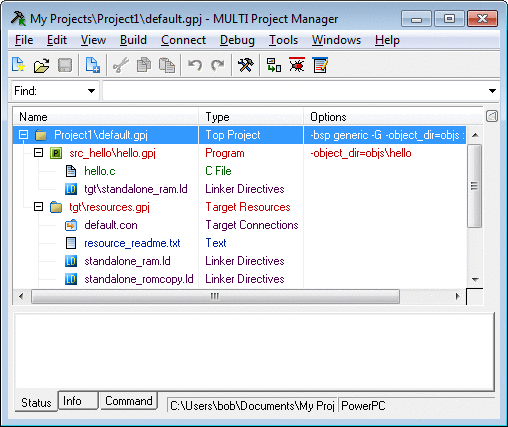 My Projects\Project1\default.gpj - MULTI Project Manager
File Edit View Build Connect Debug Tools Windows Help
Find:
Name Type Options
Project1\default.gpj Top Project -bsp generic -G -object_dir=objs :
src_hello\hello.gpj Program -object_dir=objs\hello
hello.c C File
tgt\standalone_ram.ld Linker Directives
tgt\resources.gpj Target Resources
default.con Target Connections
resource_readme.txt Text
standalone_ram.ld Linker Directives
standalone_romcopy.ld Linker Directives
Status Info Command C:\Users\bob\Documents\My Proj PowerPC